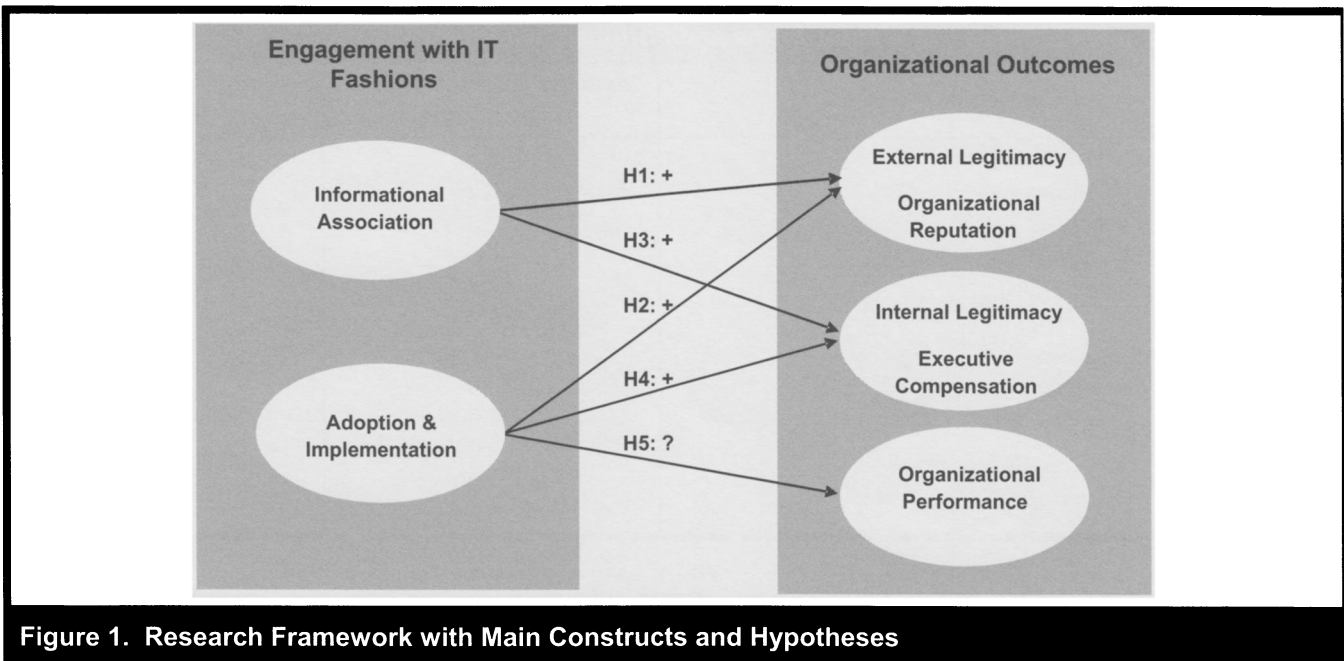 Engagement with IT
Fashions
Informational
Association
Adoption &
Implementation
H1: +
H3: +
H2: +
H4: +
H5: ?
Organizational Outcomes
External Legitimacy
Organizational
Reputation
Internal Legitimacy
Executive
Compensation
Organizational
Performance
Figure 1. Research Framework with Main Constructs and Hypotheses